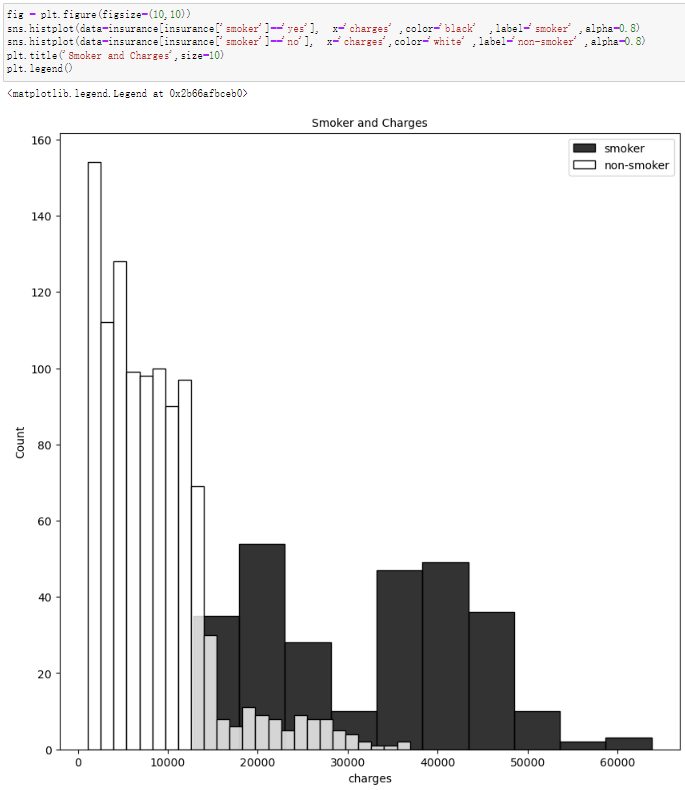 fig = plt.figure(figsize=(10,10))
sns.histplot(data=insurance[insurance['smoker']=='yes'], x='charges' ,color='black' ,label='smoker' ,alpha=0.8)
sns.histplot(data=insurance[insurance['smoker']=='no'], x='charges',color='white' ,label='non-smoker' ,alpha=0.8)
plt.title('Smoker and Charges',size=10)
plt.legend()
<matplotlib.legend.Legend at 0x2b66afbceb0>
Smoker and Charges
smoker
non-smoker
160
140
120
100
80
60
40
20
0
Count
0 10000 20000 30000 40000 50000 60000
charges